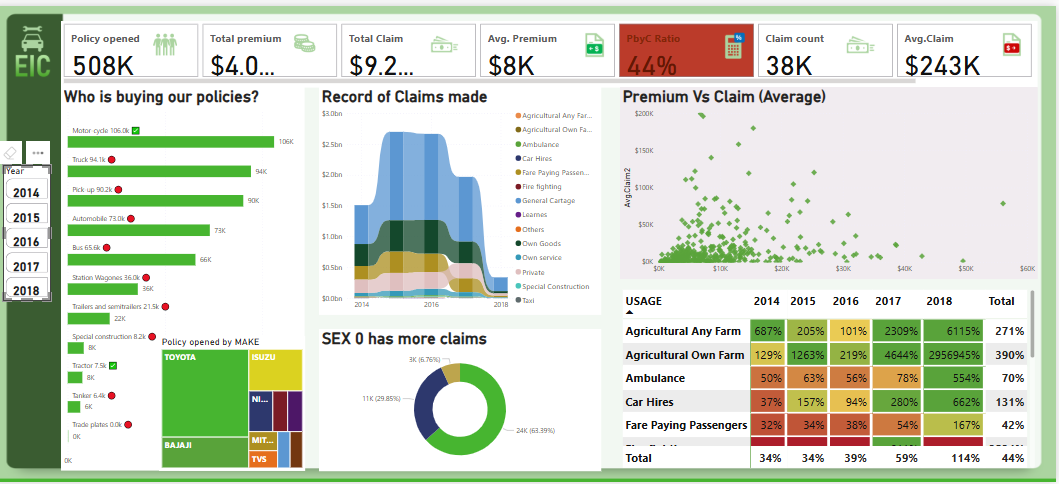 EIC
Policy opened
508K
Total premium
$4.0...
Total Claim
$9.2...
Avg. Premium
$8K
PbyC Ratio
44%
Claim count
38K
Avg.Claim
$243K
Year
2014
2015
2016
2017
2018
Who is buying our policies?
Motor cycle 106.0k
106K
Truck 94.1k
94K
Pick-up 90.2k
90K
Automobile 73.0k
73K
Bus 65.6k
66K
Station Wagones 36.0k
36K
Trailers and semitrailers 21.5k
22K
Special construction 8.2k
8K
Tractor 7.5k
8K
Tanker 6.4k
6K
Trade plates 0.0k
0K
0K
Policy opened by MAKE
TOYOTA
BAJAJI
ISUZU
NI...
MIT...
TVS
Record of Claims made
$3.0bn
$2.5bn
$2.0bn
$1.5bn
$1.0bn
$0.5bn
$0.0bn
2014
2016
2018
Agricultural Any Far...
Agricultural Own Fa...
Ambulance
Car Hires
Fare Paying Passen...
Fire fighting
General Cartage
Learnes
Others
Own Goods
Own service
Private
Special Construction
Taxi
SEX 0 has more claims
3K (6.76%)
11K (29.85%)
24K (63.39%)
Premium Vs Claim (Average)
Avg.Claim2
$200K
$150K
$100K
$50K
$0K
$0K
$10K
$20K
$30K
$40K
$50K
$60K
USAGE 2014 2015 2016 2017 2018 Total
Agricultural Any Farm 687% 205% 101% 2309% 6115% 271%
Agricultural Own Farm 129% 1263% 219% 4644% 2956945% 390%
Ambulance 50% 63% 56% 78% 554% 70%
Car Hires 37% 157% 94% 280% 662% 131%
Fare Paying Passengers 32% 34% 38% 54% 167% 42%
Total 34% 34% 39% 59% 114% 44%